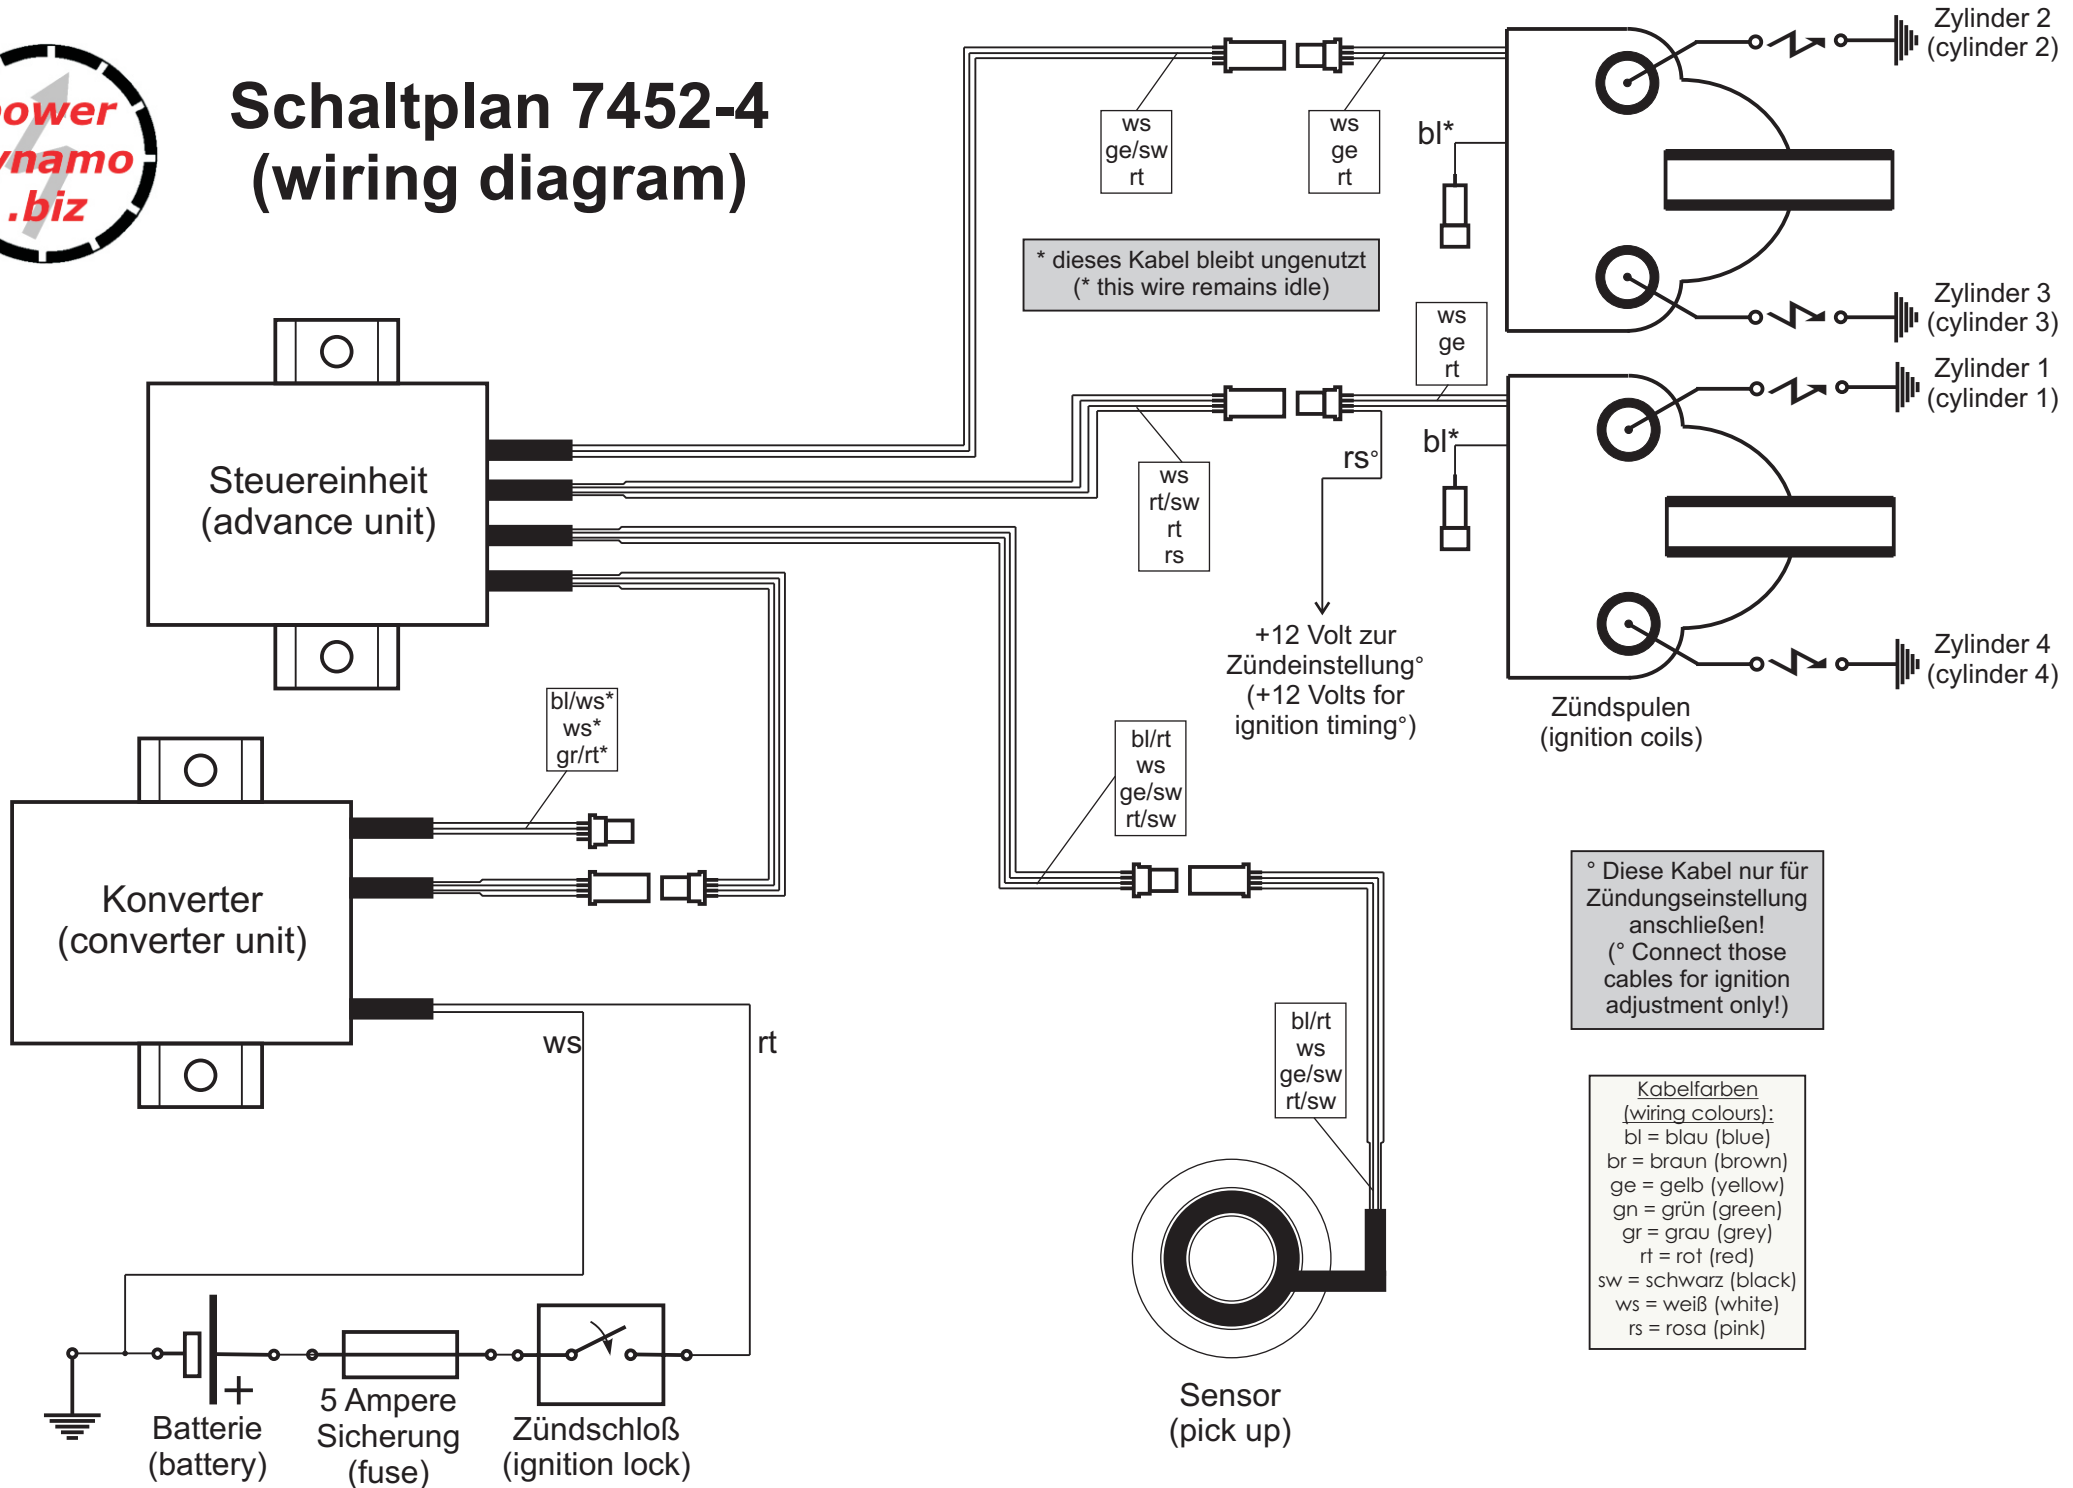 ower
ynamo
.biz
Schaltplan 7452-4
(wiring diagram)
ws
ge/sw
rt
ws
ge
rt
bl*
Zylinder 2
(cylinder 2)
* dieses Kabel bleibt ungenutzt
(* this wire remains idle)
Zylinder 3
(cylinder 3)
ws
ge
rt
Zylinder 1
(cylinder 1)
bl*
rs°
ws
rt/sw
rt
rs
Steuereinheit
(advance unit)
+12 Volt zur
Zündeinstellung°
(+12 Volts for
ignition timing°)
Zylinder 4
(cylinder 4)
Zündspulen
(ignition coils)
bl/ws*
ws*
gr/rt*
bl/rt
ws
ge/sw
rt/sw
Konverter
(converter unit)
° Diese Kabel nur für
Zündungseinstellung
anschließen!
(° Connect those
cables for ignition
adjustment only!)
ws
rt
bl/rt
ws
ge/sw
rt/sw
Kabelfarben
(wiring colours):
bl = blau (blue)
br = braun (brown)
ge = gelb (yellow)
gn = grün (green)
gr = grau (grey)
rt = rot (red)
sw = schwarz (black)
ws = weiß (white)
rs = rosa (pink)
+
Batterie
(battery)
5 Ampere
Sicherung
(fuse)
Zündschloß
(ignition lock)
Sensor
(pick up)